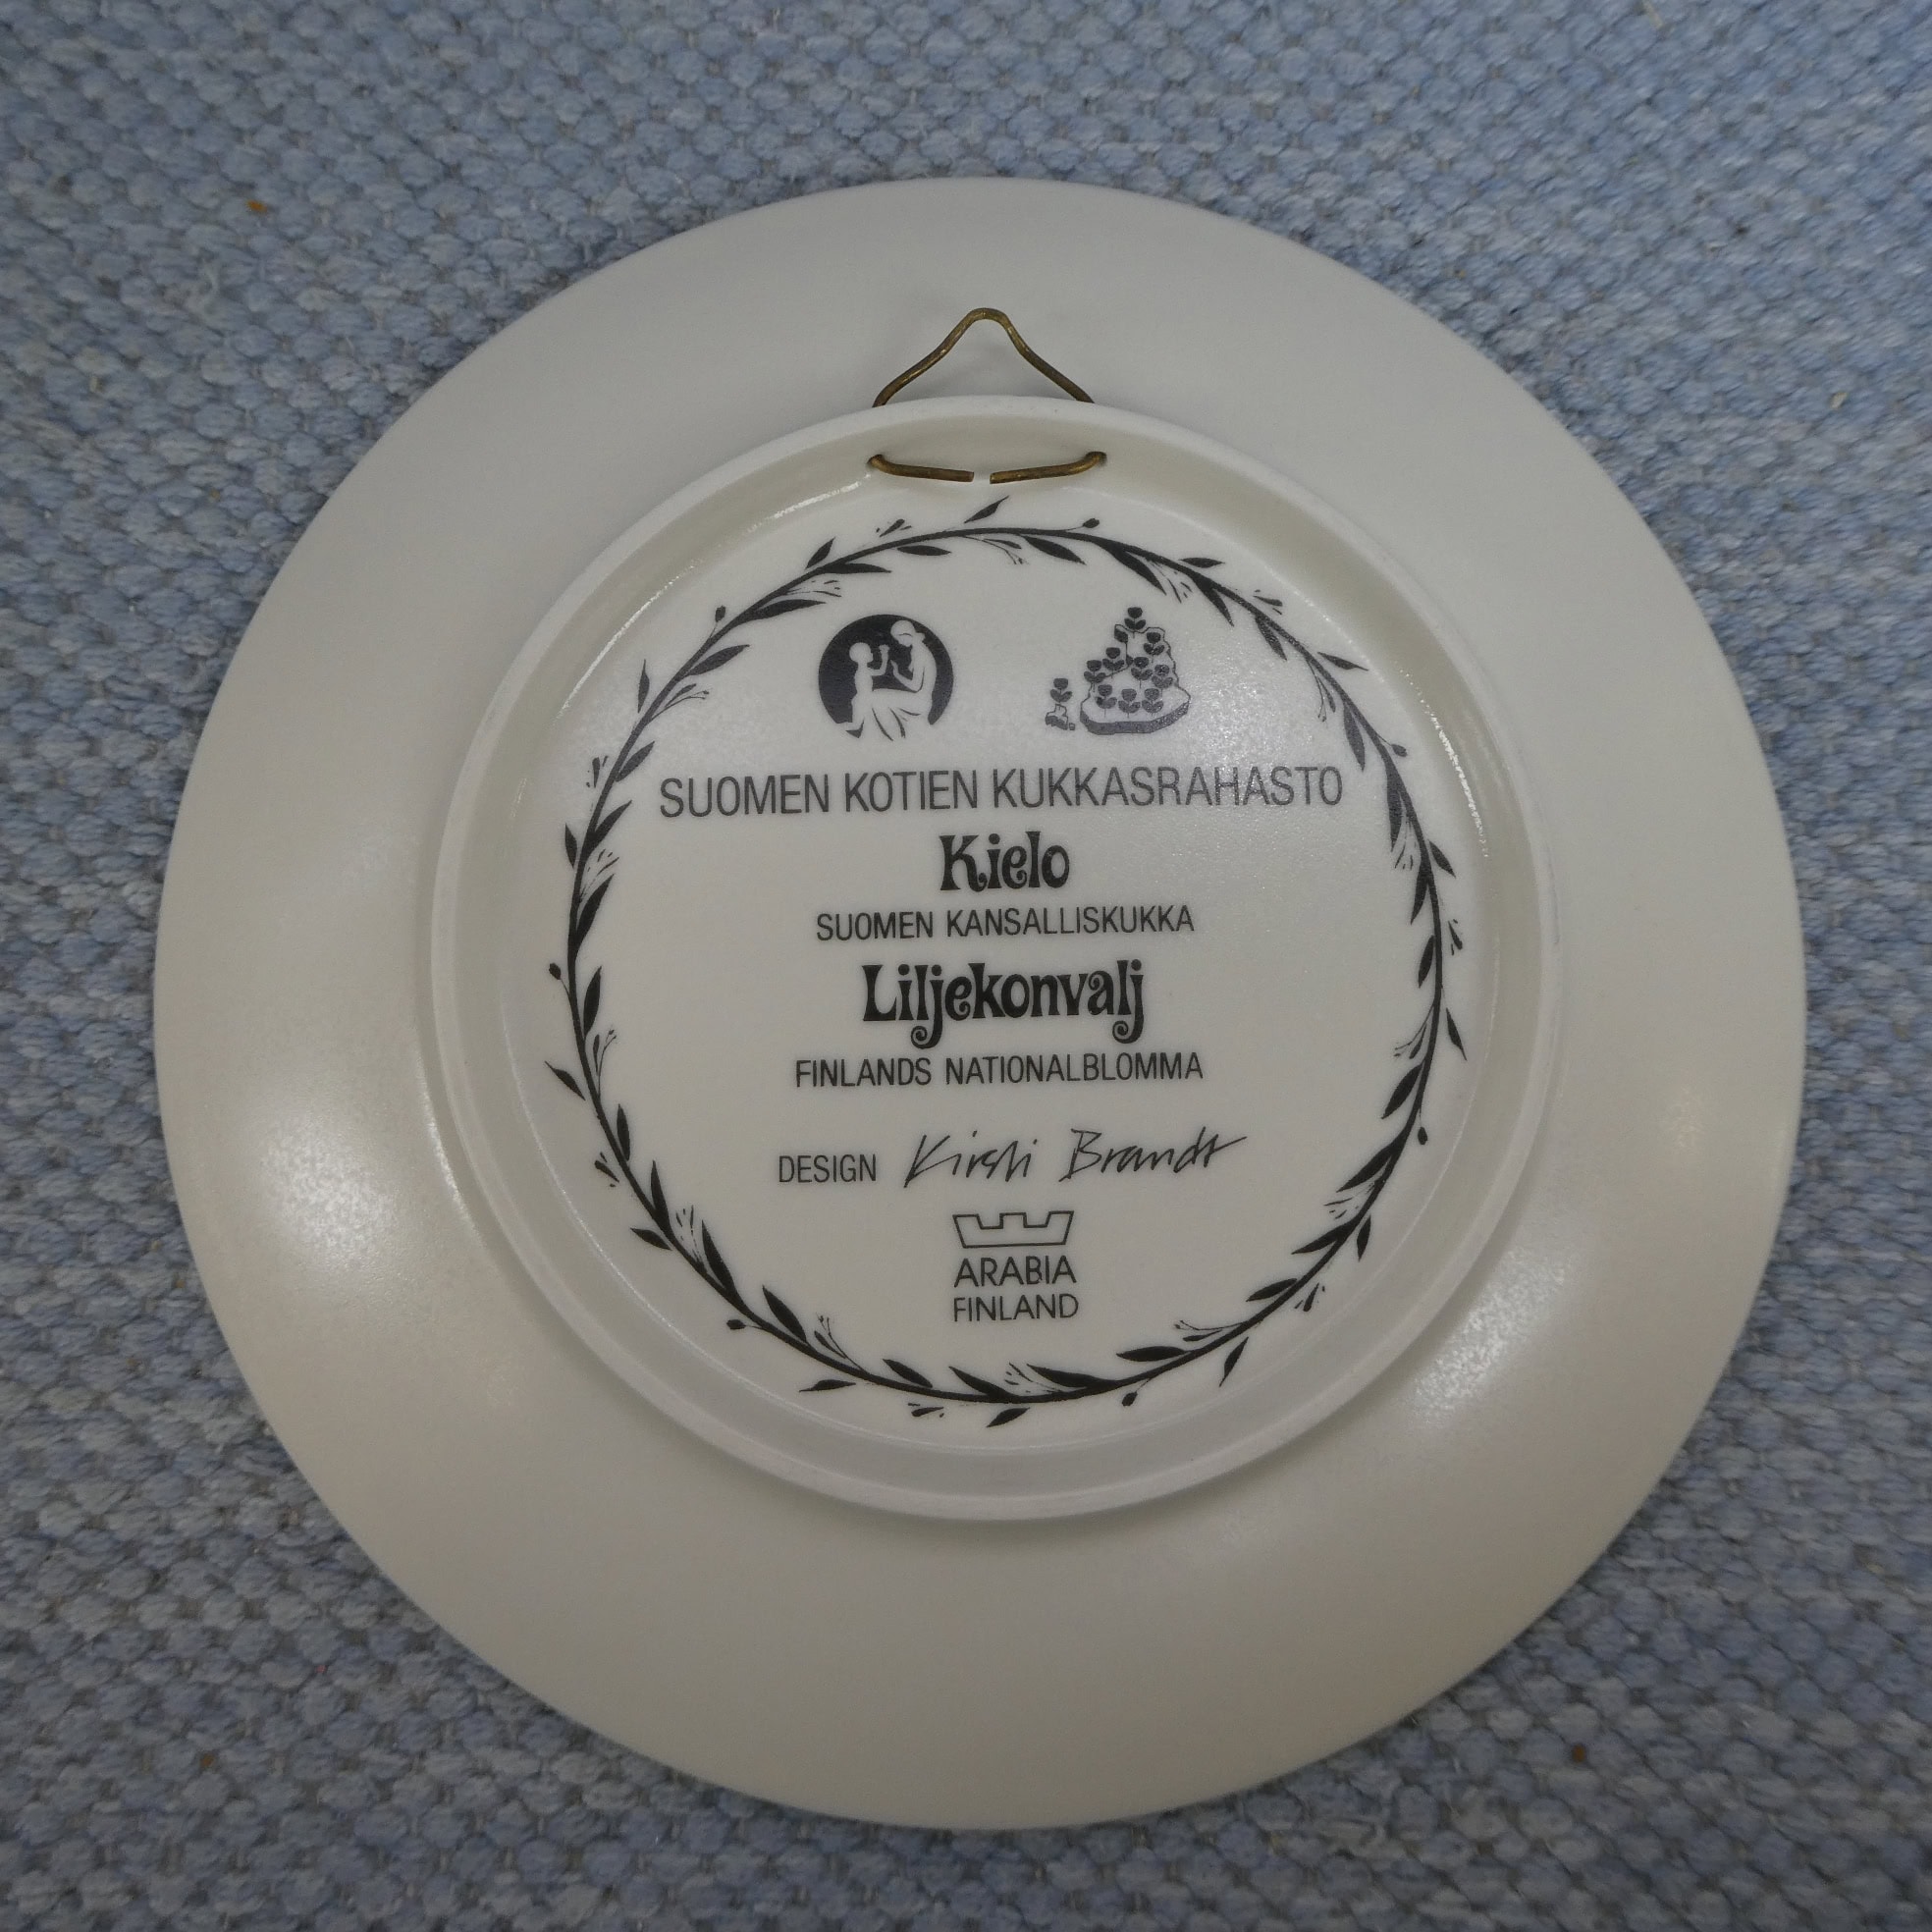 SUOMEN KOTIEN KUKKASRAHASTO
Kielo
SUOMEN KANSALLISKUKKA
Liljekonvalj
FINLANDS NATIONALBLOMMA
DESIGN Kirsti Brandt
ARABIA
FINLAND